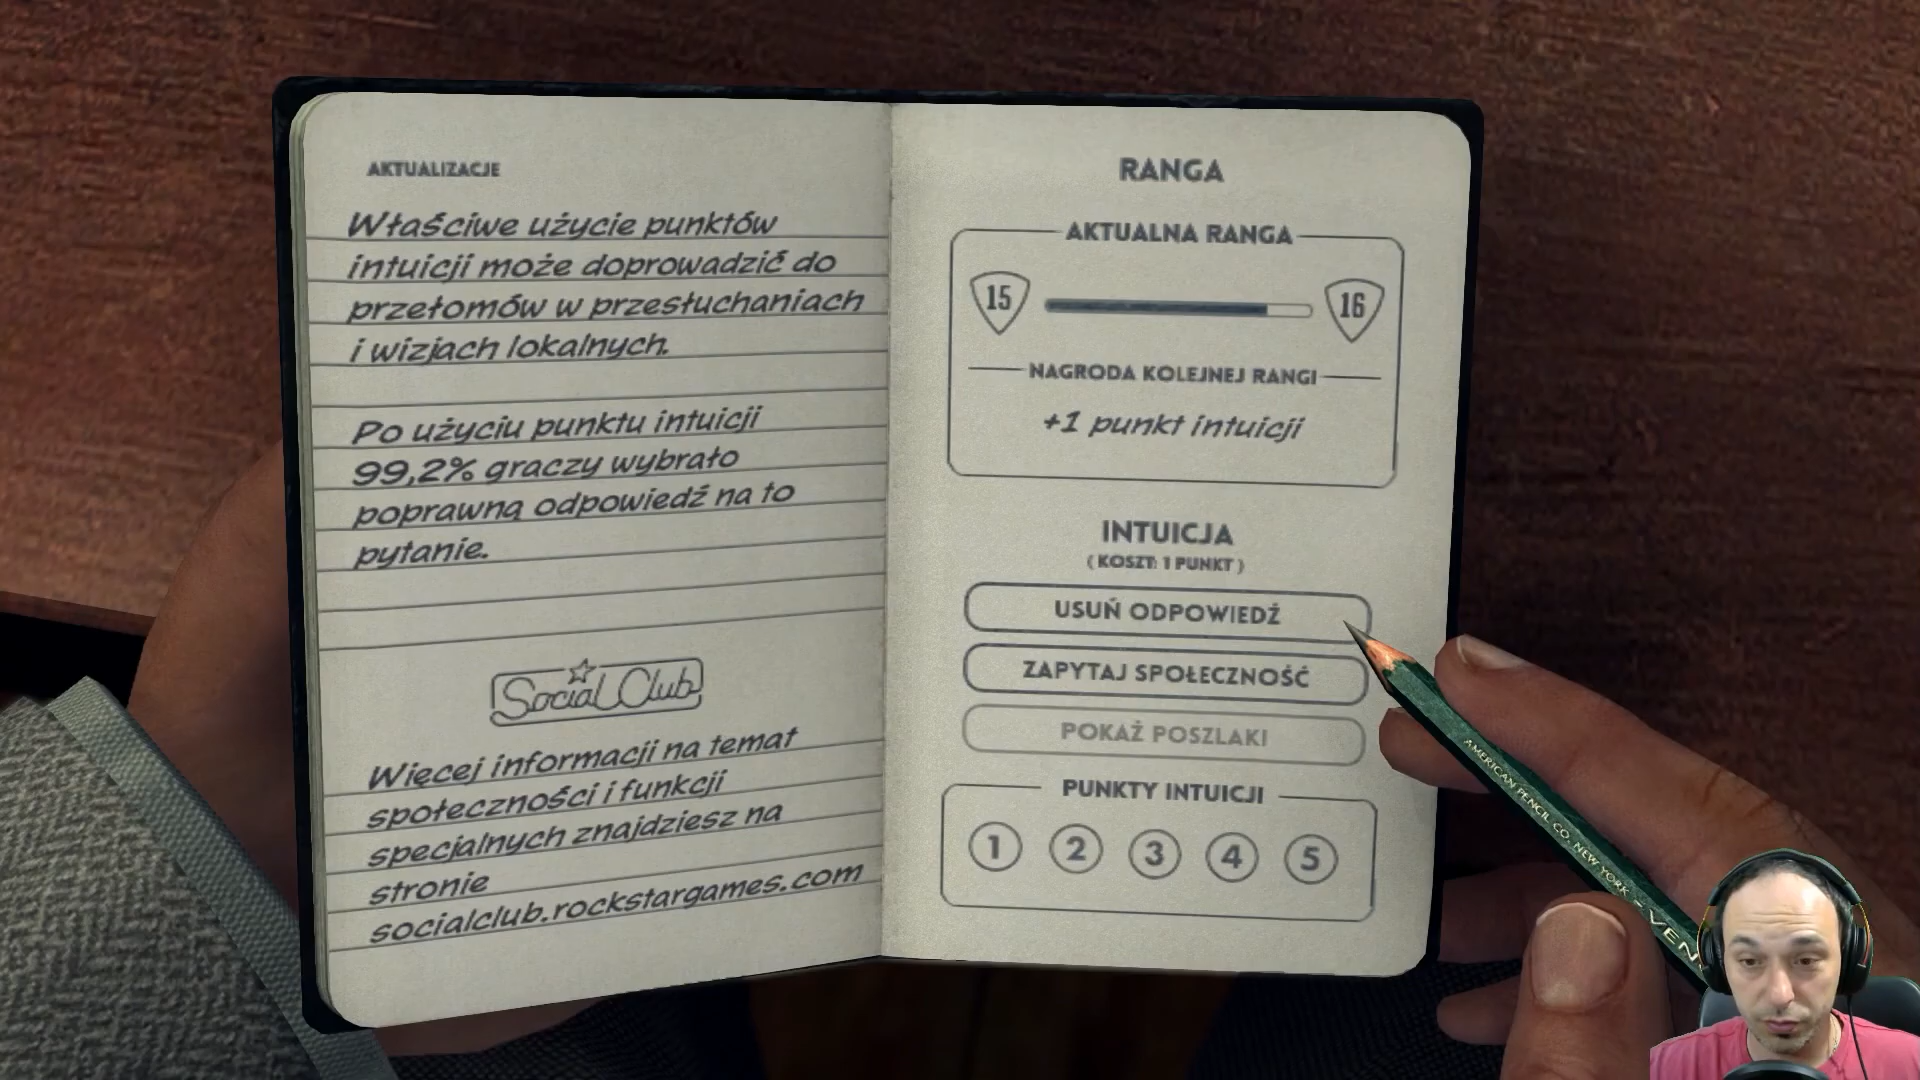 AKTUALIZACJE
Właściwe użycie punktów
intuicji może doprowadzić do
przełomów w przesłuchaniach
i wizjach lokalnych.
Po użyciu punktu intuicji
99,2% graczy wybrało
poprawną odpowiedź na to
pytanie.
Social Club
Więcej informacji na temat
społeczności i funkcji
specjalnych znajdziesz na
stronie
socialclub.rockstargames.com
RANGA
AKTUALNA RANGA
15
16
NAGRODA KOLEJNEJ RANGI
+1 punkt intuicji
INTUICJA
( KOSZT: 1 PUNKT )
USUŃ ODPOWIEDŹ
ZAPYTAJ SPOŁECZNOŚĆ
POKAŻ POSZLAKI
PUNKTY INTUICJI
1 2 3 4 5
AMERICAN PENCIL CO. NEW YORK - VEN